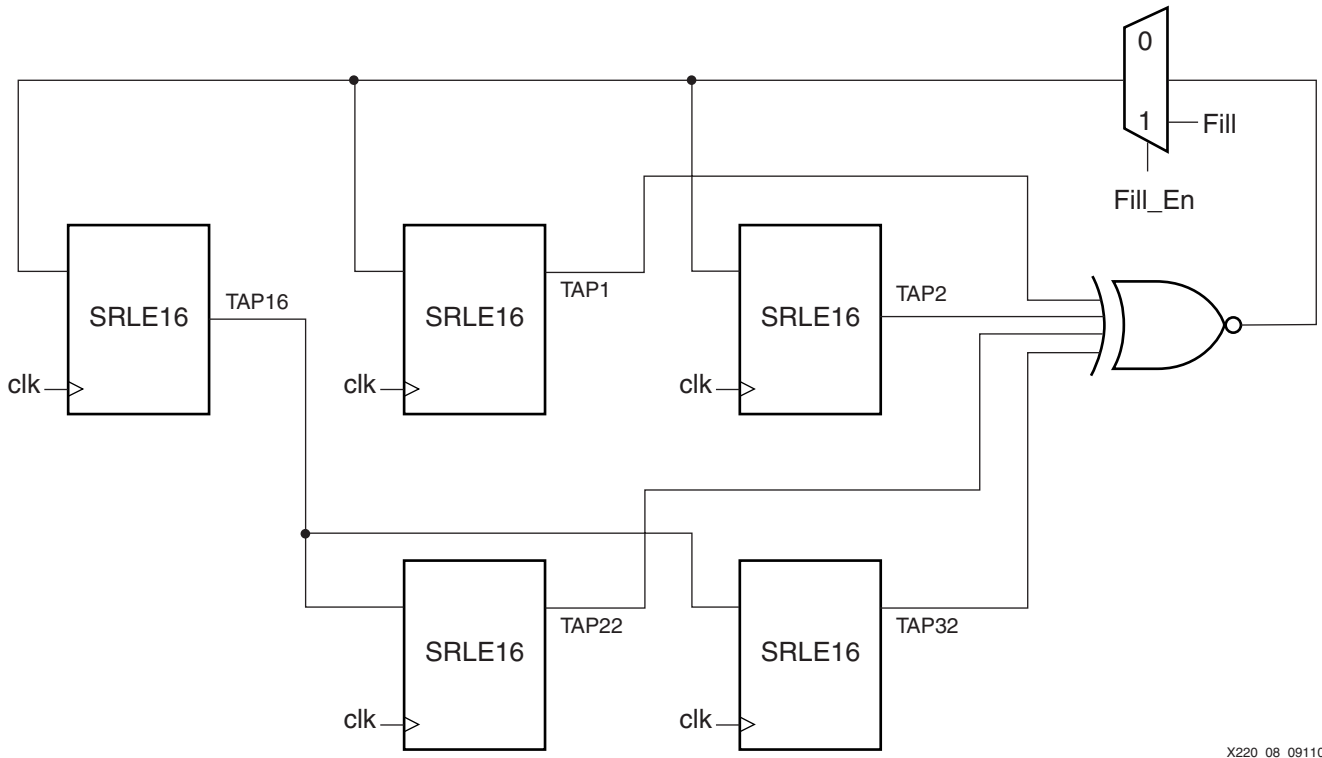 0
1
Fill
Fill_En
SRLE16
TAP16
clk
SRLE16
TAP1
clk
SRLE16
TAP2
clk
SRLE16
TAP22
clk
SRLE16
TAP32
clk
X220_08_09110